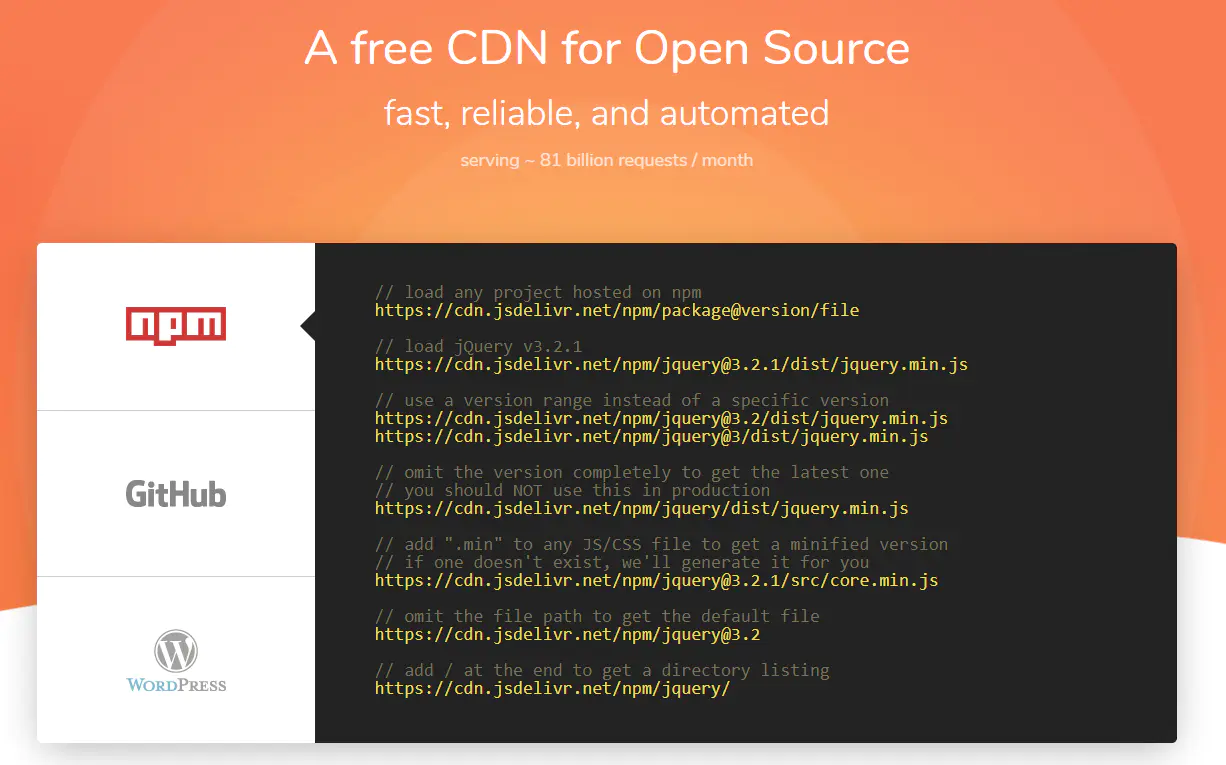 A free CDN for Open Source
fast, reliable, and automated
serving ~ 81 billion requests / month
npm
GitHub
WORDPRESS
// load any project hosted on npm
https://cdn.jsdelivr.net/npm/package@version/file
// load jQuery v3.2.1
https://cdn.jsdelivr.net/npm/jquery@3.2.1/dist/jquery.min.js
// use a version range instead of a specific version
https://cdn.jsdelivr.net/npm/jquery@3.2/dist/jquery.min.js
https://cdn.jsdelivr.net/npm/jquery@3/dist/jquery.min.js
// omit the version completely to get the latest one
// you should NOT use this in production
https://cdn.jsdelivr.net/npm/jquery/dist/jquery.min.js
// add ".min" to any JS/CSS file to get a minified version
// if one doesn't exist, we'll generate it for you
https://cdn.jsdelivr.net/npm/jquery@3.2.1/src/core.min.js
// omit the file path to get the default file
https://cdn.jsdelivr.net/npm/jquery@3.2
// add / at the end to get a directory listing
https://cdn.jsdelivr.net/npm/jquery/